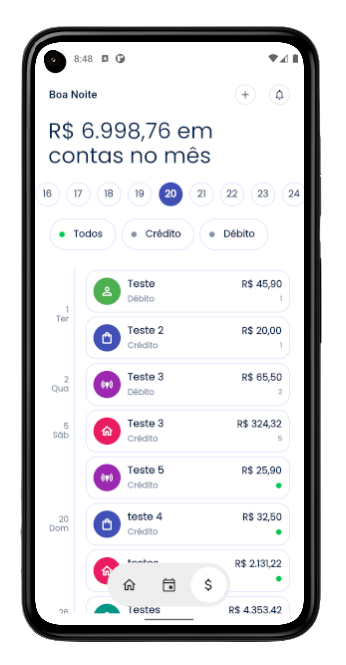 8:48
Boa Noite
R$ 6.998,76 em
contas no mês
16 17 18 19 20 21 22 23 24
Todos Crédito Débito
1
Ter
Teste R$ 45,90
Débito 1
Teste 2 R$ 20,00
Crédito 1
2
Qua
Teste 3 R$ 65,50
Débito 2
5
Sáb
Teste 3 R$ 324,32
Crédito 5
Teste 5 R$ 25,90
Crédito
20
Dom
teste 4 R$ 32,50
Crédito
testes R$ 2.131,22
$
26
Testes R$ 4.353,42